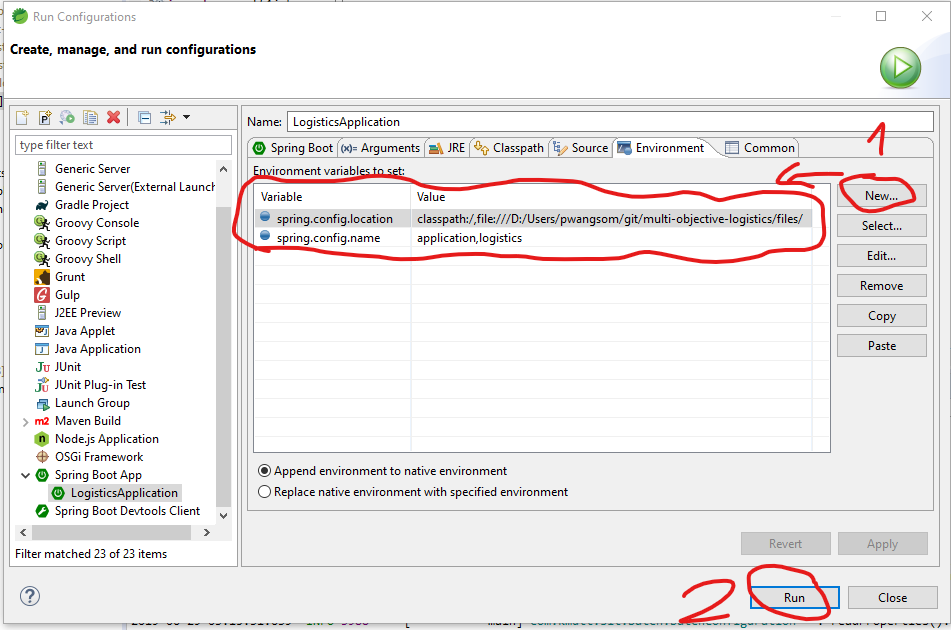 Run Configurations
Create, manage, and run configurations
Name: LogisticsApplication
type filter text
Spring Boot (x)= Arguments JRE Classpath Source Environment Common
1
Environment variables to set:
Variable Value
spring.config.location classpath:/,file:///D:/Users/pwangsom/git/multi-objective-logistics/files/
spring.config.name application,logistics
New...
Select...
Edit...
Remove
Copy
Paste
Generic Server
Generic Server(External Launch
Gradle Project
Groovy Console
Groovy Script
Groovy Shell
Grunt
Gulp
J2EE Preview
Java Applet
Java Application
JUnit
JUnit Plug-in Test
Launch Group
m2 Maven Build
Node.js Application
OSGi Framework
Spring Boot App
LogisticsApplication
Spring Boot Devtools Client
Filter matched 23 of 23 items
Append environment to native environment
Replace native environment with specified environment
Revert Apply
2
Run Close